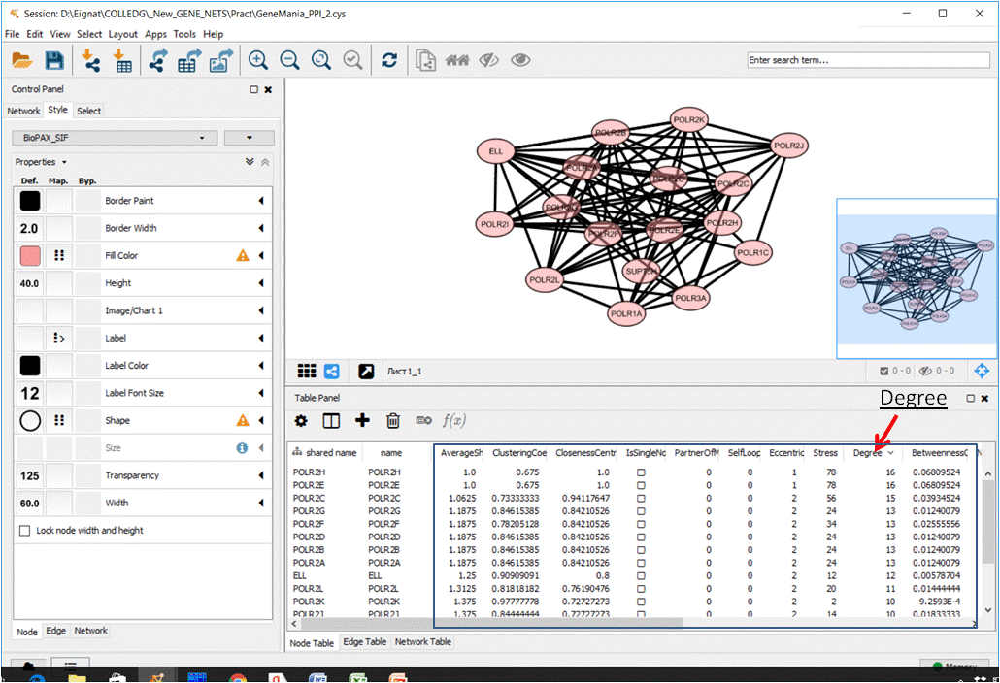 Session: D:\Eignat\COLLEDG\_New_GENE_NETS\Pract\GeneMania_PPI_2.cys
File Edit View Select Layout Apps Tools Help
Enter search term...
Control Panel
Network Style Select
BioPAX_SIF
Properties
Def. Map. Byp.
Border Paint
2.0 Border Width
Fill Color
40.0 Height
Image/Chart 1
Label
Label Color
12 Label Font Size
Shape
Size
125 Transparency
60.0 Width
Lock node width and height
Node Edge Network
POLR2K
POLR2B
POLR2J
ELL
POLR2A
POLR2D
POLR2C
POLR2G
POLR2I
POLR2H
POLR2F
POLR2E
POLR1C
SUPT5H
POLR2L
POLR3A
POLR1A
Лист1_1
0 - 0 0 - 0
Table Panel
Degree
f(x)
shared name name AverageSh ClusteringCoe ClosenessCentr IsSingleNo PartnerOfM SelfLoop Eccentric Stress Degree BetweennessC
POLR2H POLR2H 1.0 0.675 1.0 0 0 1 78 16 0.06809524
POLR2E POLR2E 1.0 0.675 1.0 0 0 1 78 16 0.06809524
POLR2C POLR2C 1.0625 0.73333333 0.94117647 0 0 2 56 15 0.03934524
POLR2G POLR2G 1.1875 0.84615385 0.84210526 0 0 2 24 13 0.01240079
POLR2F POLR2F 1.1875 0.78205128 0.84210526 0 0 2 34 13 0.02555556
POLR2D POLR2D 1.1875 0.84615385 0.84210526 0 0 2 24 13 0.01240079
POLR2B POLR2B 1.1875 0.84615385 0.84210526 0 0 2 24 13 0.01240079
POLR2A POLR2A 1.1875 0.84615385 0.84210526 0 0 2 24 13 0.01240079
ELL ELL 1.25 0.90909091 0.8 0 0 2 12 12 0.00578704
POLR2L POLR2L 1.3125 0.81818182 0.76190476 0 0 2 20 11 0.01444444
POLR2K POLR2K 1.375 0.97777778 0.72727273 0 0 2 2 10 9.2593E-4
POLR2J POLR2J 1.375 0.84444444 0.72727273 0 0 2 14 10 0.01833333
Node Table Edge Table Network Table
Memory